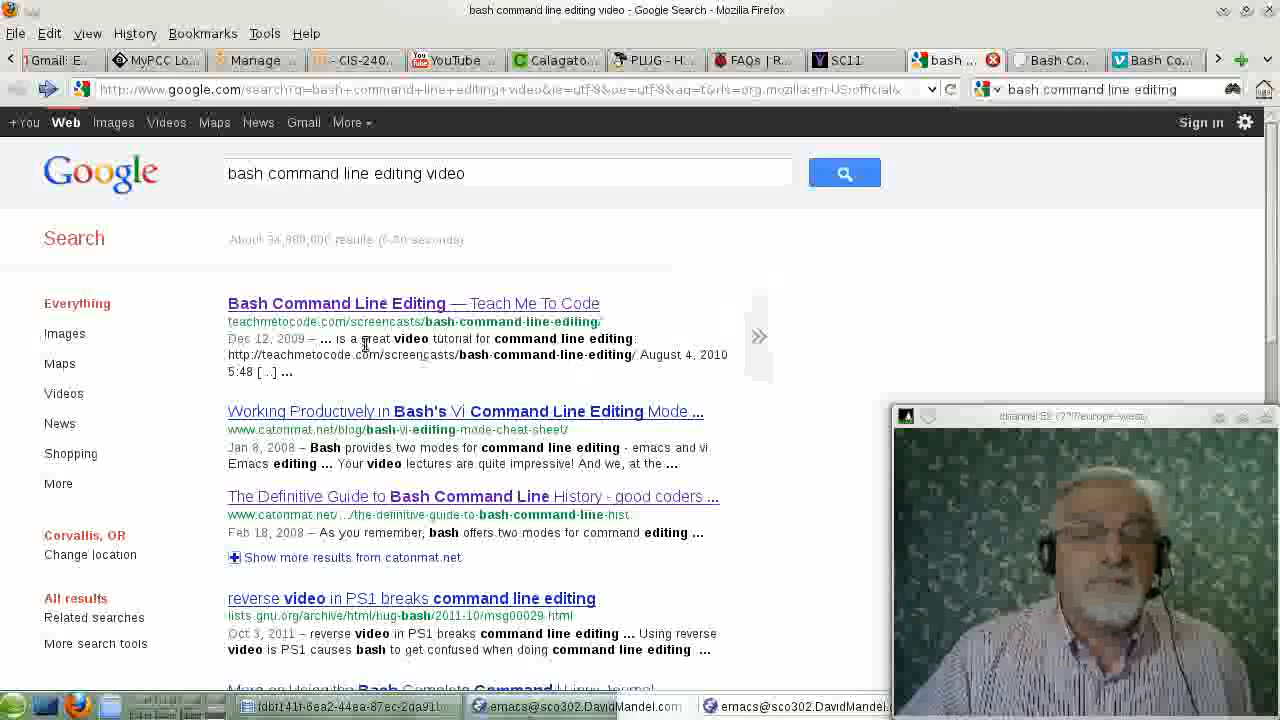 bash command line editing video - Google Search - Mozilla Firefox
File Edit View History Bookmarks Tools Help
Gmail: E... MyPCC Lo... Manage ... - CIS-240... YouTube Calagato PLUG - H... FAQs | R... SC11 bash ... Bash Co... Bash Co...
bash command line editing
+You Web Images Videos Maps News Gmail More Sign in
Google bash command line editing video
Search
Everything
Images
Maps
Videos
News
Shopping
More
Corvallis, OR
Change location
All results
Related searches
More search tools
Bash Command Line Editing — Teach Me To Code
teachmetocode.com/screencasts/bash-command-line-editing/
Dec 12, 2009 – ... is a great video tutorial for command line editing:
http://teachmetocode.com/screencasts/bash-command-line-editing/ August 4, 2010
5:48 [...] ...
Working Productively in Bash's Vi Command Line Editing Mode ...
www.catonmat.net/blog/bash-vi-editing-mode-cheat-sheet/
Jan 8, 2008 – Bash provides two modes for command line editing - emacs and vi
Emacs editing ... Your video lectures are quite impressive! And we, at the ...
The Definitive Guide to Bash Command Line History - good coders ...
www.catonmat.net/.../the-definitive-guide-to-bash-command-line-hist...
Feb 18, 2008 – As you remember, bash offers two modes for command editing ...
Show more results from catonmat.net
reverse video in PS1 breaks command line editing
lists.gnu.org/archive/html/bug-bash/2011-10/msg00029.html
Oct 3, 2011 – reverse video in PS1 breaks command line editing ... Using reverse
video is PS1 causes bash to get confused when doing command line editing ...
More on Using the Bash Complete Command | Linux Journal
emacs@sco302.DavidMandel.com emacs@sco302.DavidMandel.